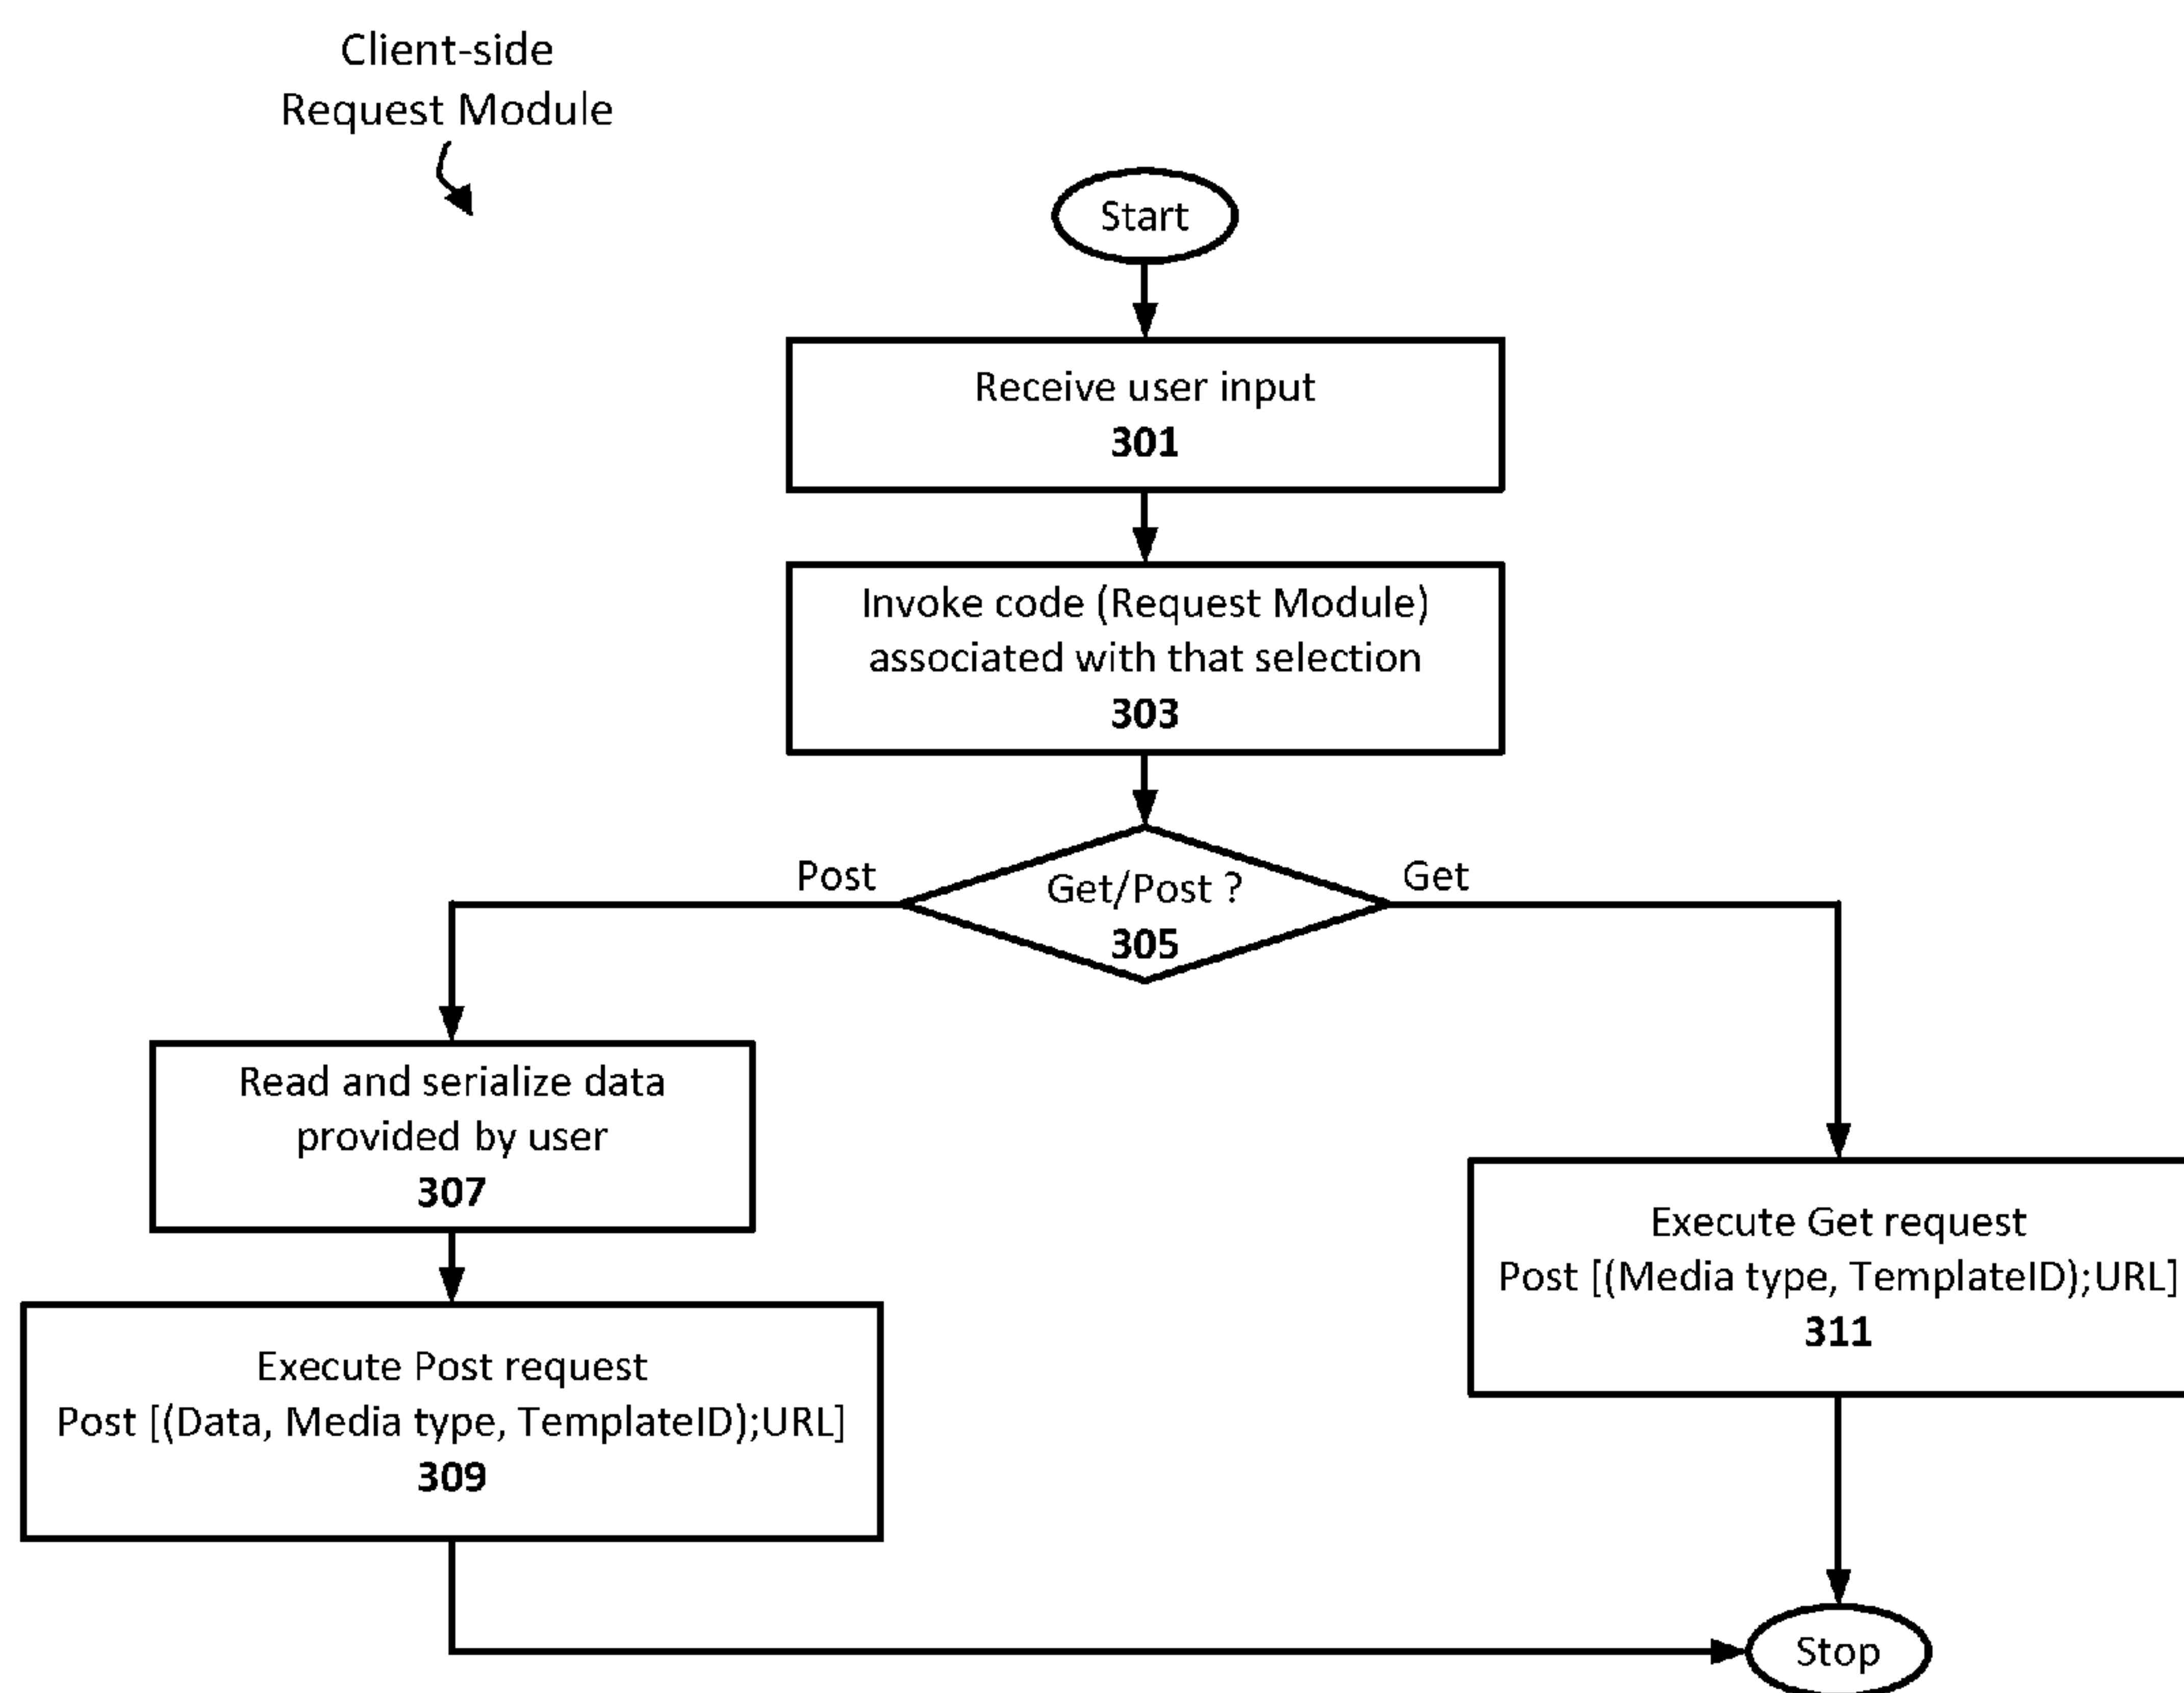 Client-side
Request Module
Start
Receive user input
301
Invoke code (Request Module)
associated with that selection
303
Post
Get/Post ?
305
Get
Read and serialize data
provided by user
307
Execute Get request
Post [(Media type, TemplateID);URL]
311
Execute Post request
Post [(Data, Media type, TemplateID);URL]
309
Stop